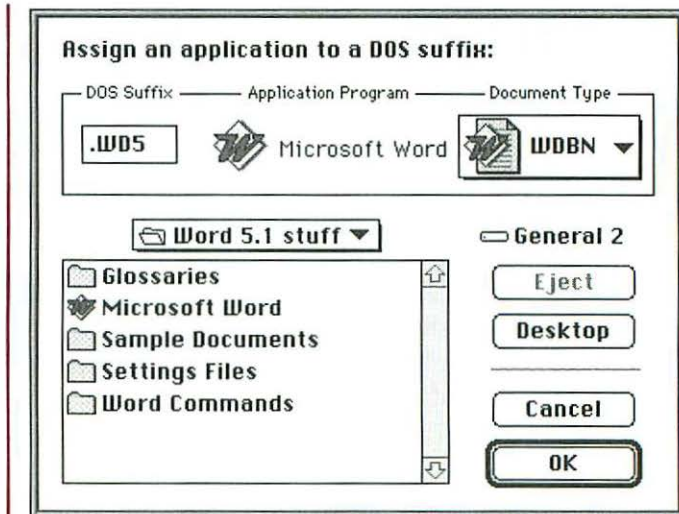 Assign an application to a DOS suffix:
DOS Suffix Application Program Document Type
.WD5 Microsoft Word WDBN
Word 5.1 stuff General 2
Glossaries
Microsoft Word
Sample Documents
Settings Files
Word Commands
Eject
Desktop
Cancel
OK